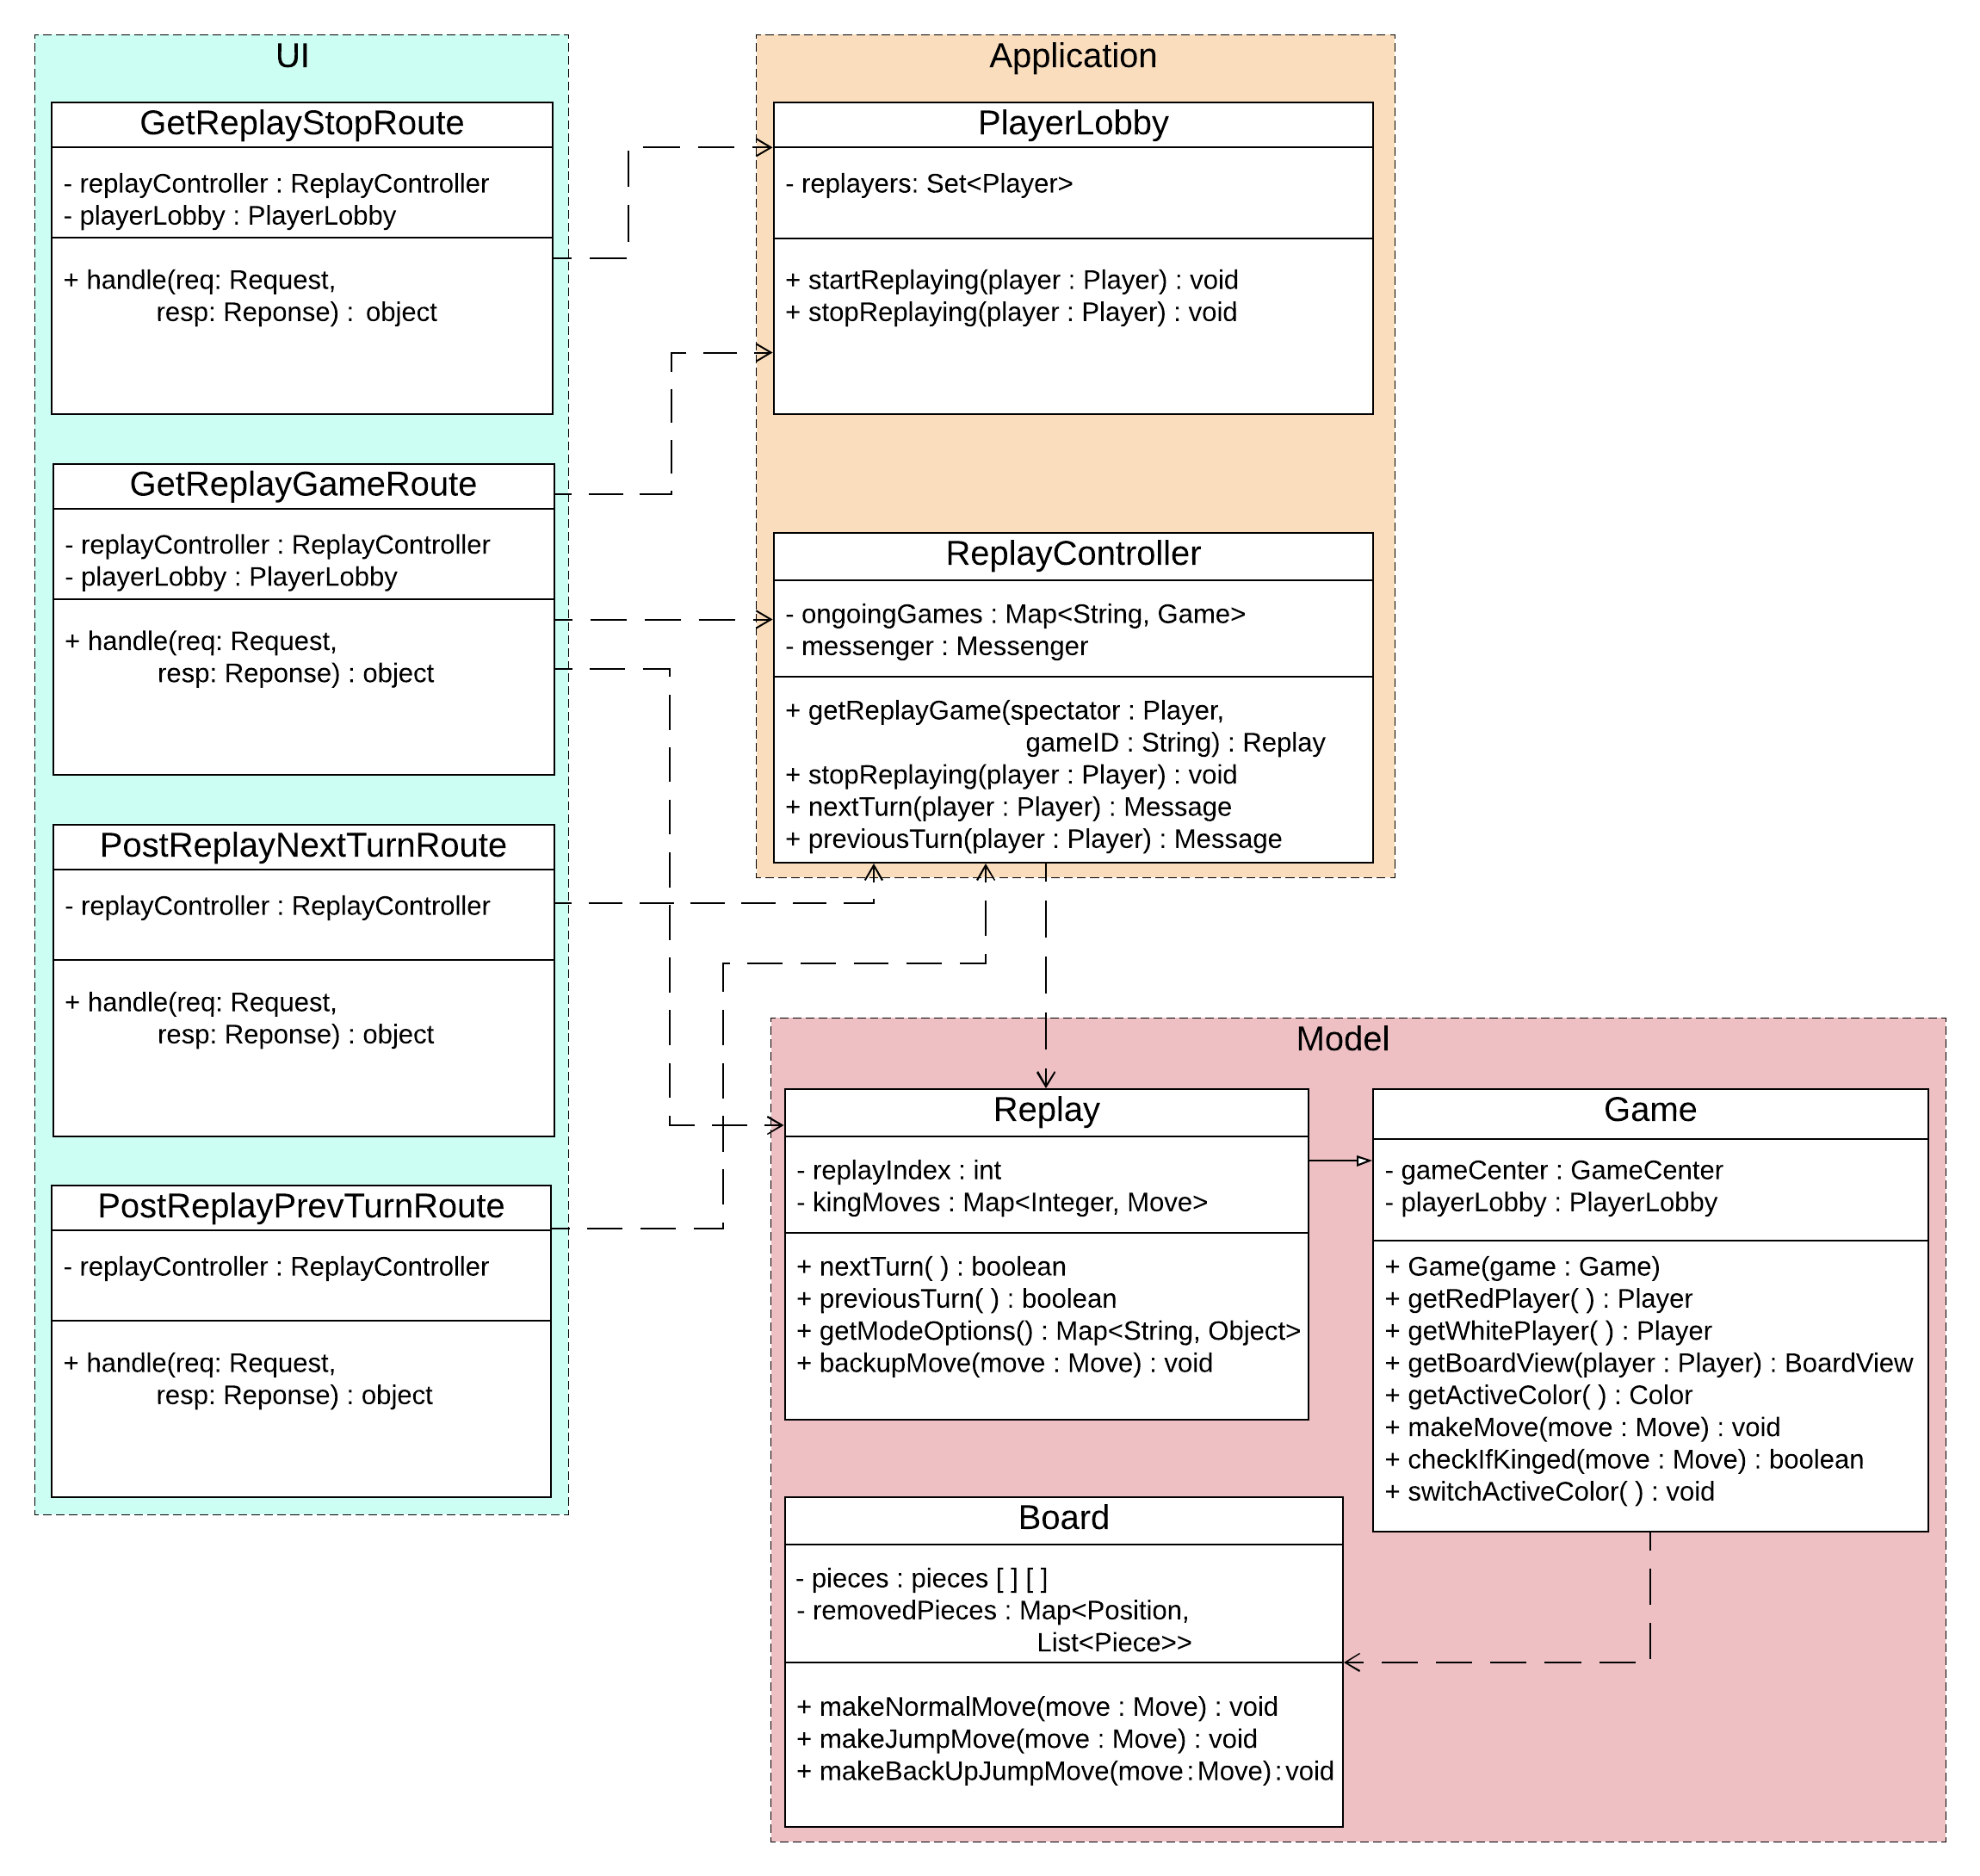 UI
GetReplayStopRoute
- replayController : ReplayController
- playerLobby : PlayerLobby
+ handle(req: Request,
resp: Reponse) : object
GetReplayGameRoute
- replayController : ReplayController
- playerLobby : PlayerLobby
+ handle(req: Request,
resp: Reponse) : object
PostReplayNextTurnRoute
- replayController : ReplayController
+ handle(req: Request,
resp: Reponse) : object
PostReplayPrevTurnRoute
- replayController : ReplayController
+ handle(req: Request,
resp: Reponse) : object
Application
PlayerLobby
- replayers: Set<Player>
+ startReplaying(player : Player) : void
+ stopReplaying(player : Player) : void
ReplayController
- ongoingGames : Map<String, Game>
- messenger : Messenger
+ getReplayGame(spectator : Player,
gameID : String) : Replay
+ stopReplaying(player : Player) : void
+ nextTurn(player : Player) : Message
+ previousTurn(player : Player) : Message
Model
Replay
- replayIndex : int
- kingMoves : Map<Integer, Move>
+ nextTurn( ) : boolean
+ previousTurn( ) : boolean
+ getModeOptions() : Map<String, Object>
+ backupMove(move : Move) : void
Game
- gameCenter : GameCenter
- playerLobby : PlayerLobby
+ Game(game : Game)
+ getRedPlayer( ) : Player
+ getWhitePlayer( ) : Player
+ getBoardView(player : Player) : BoardView
+ getActiveColor( ) : Color
+ makeMove(move : Move) : void
+ checkIfKinged(move : Move) : boolean
+ switchActiveColor( ) : void
Board
- pieces : pieces [ ] [ ]
- removedPieces : Map<Position,
List<Piece>>
+ makeNormalMove(move : Move) : void
+ makeJumpMove(move : Move) : void
+ makeBackUpJumpMove(move : Move) : void